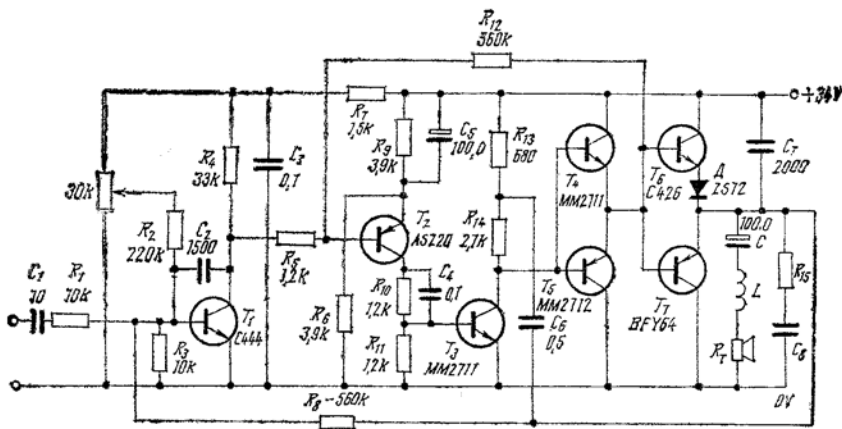 R12
360K
+34V
R7
1,5K
R9
3,9K
C5
100,0
R13
680
C7
2000
R4
33K
C3
0,1
30K
R2
220K
C2
1500
T4
MM2711
T6
C426
Д
Z572
R5
1,2K
T2
ASZ20
R14
2,7K
100.0
C
R6
3,9K
R10
1,2K
C4
0,1
T5
MM2712
C6
0,5
T7
BFY64
L
R15
C1
10
R1
10K
T1
C444
R3
10K
R11
1,2K
T3
MM2711
RT
C8
0V
R8 – 560K